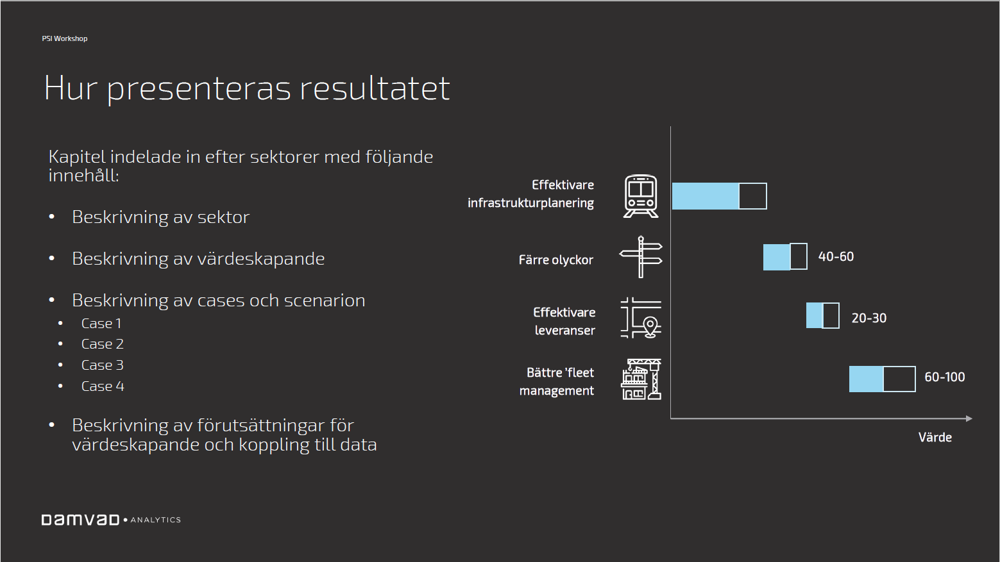 PSI Workshop
Hur presenteras resultatet
Kapitel indelade in efter sektorer med följande
innehåll:
• Beskrivning av sektor
• Beskrivning av värdeskapande
• Beskrivning av cases och scenarion
• Case 1
• Case 2
• Case 3
• Case 4
• Beskrivning av förutsättningar för
värdeskapande och koppling till data
Effektivare
infrastrukturplanering
Färre olyckor
40-60
Effektivare
leveranser
20-30
Bättre ’fleet
management
60-100
Värde
DAMVAD • ANALYTICS